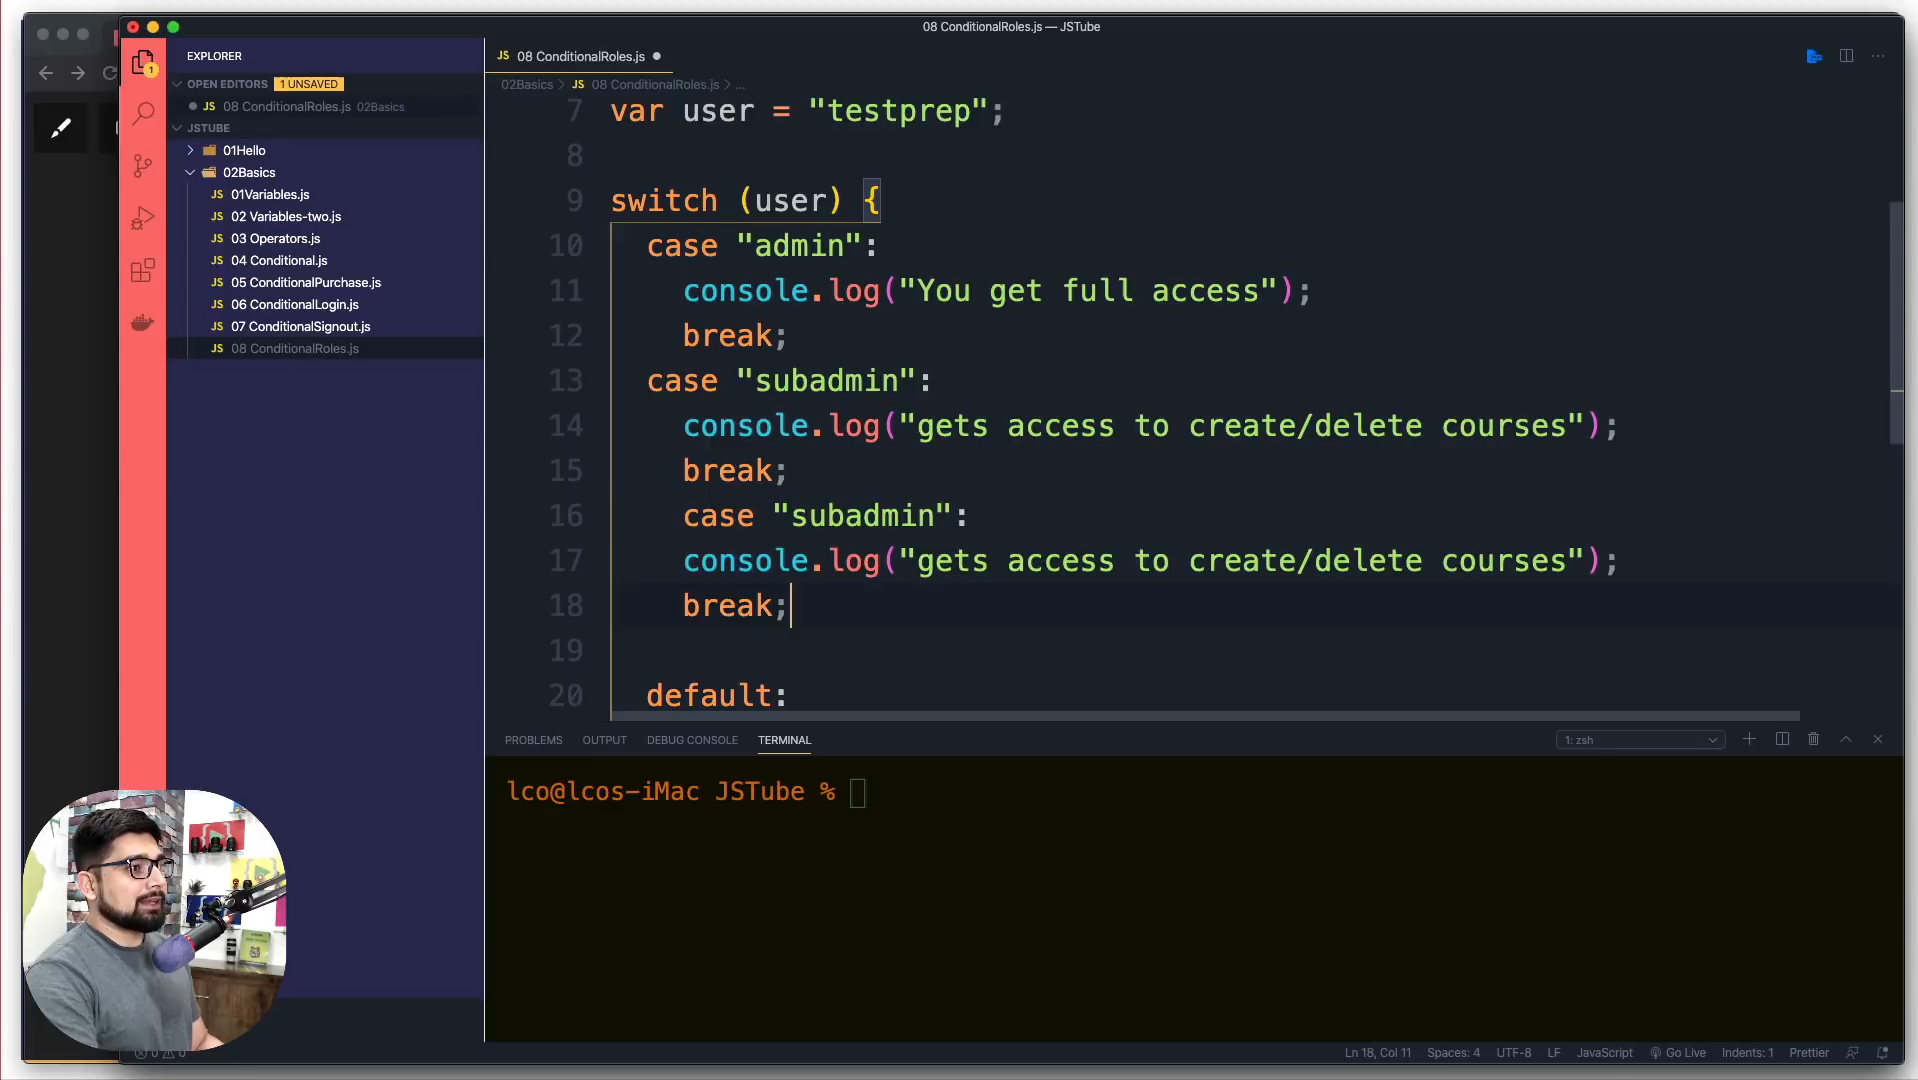 08 ConditionalRoles.js — JSTube
EXPLORER
OPEN EDITORS 1 UNSAVED
JS 08 ConditionalRoles.js 02Basics
JSTUBE
01Hello
02Basics
JS 01Variables.js
JS 02 Variables-two.js
JS 03 Operators.js
JS 04 Conditional.js
JS 05 ConditionalPurchase.js
JS 06 ConditionalLogin.js
JS 07 ConditionalSignout.js
JS 08 ConditionalRoles.js
1
JS 08 ConditionalRoles.js
02Basics > JS 08 ConditionalRoles.js > ...
7 var user = "testprep";
8
9 switch (user) {
10 case "admin":
11 console.log("You get full access");
12 break;
13 case "subadmin":
14 console.log("gets access to create/delete courses");
15 break;
16 case "subadmin":
17 console.log("gets access to create/delete courses");
18 break;
19
20 default:
PROBLEMS OUTPUT DEBUG CONSOLE TERMINAL 1: zsh
lco@lcos-iMac JSTube %
0 0
Ln 18, Col 11 Spaces: 4 UTF-8 LF JavaScript Go Live Indents: 1 Prettier